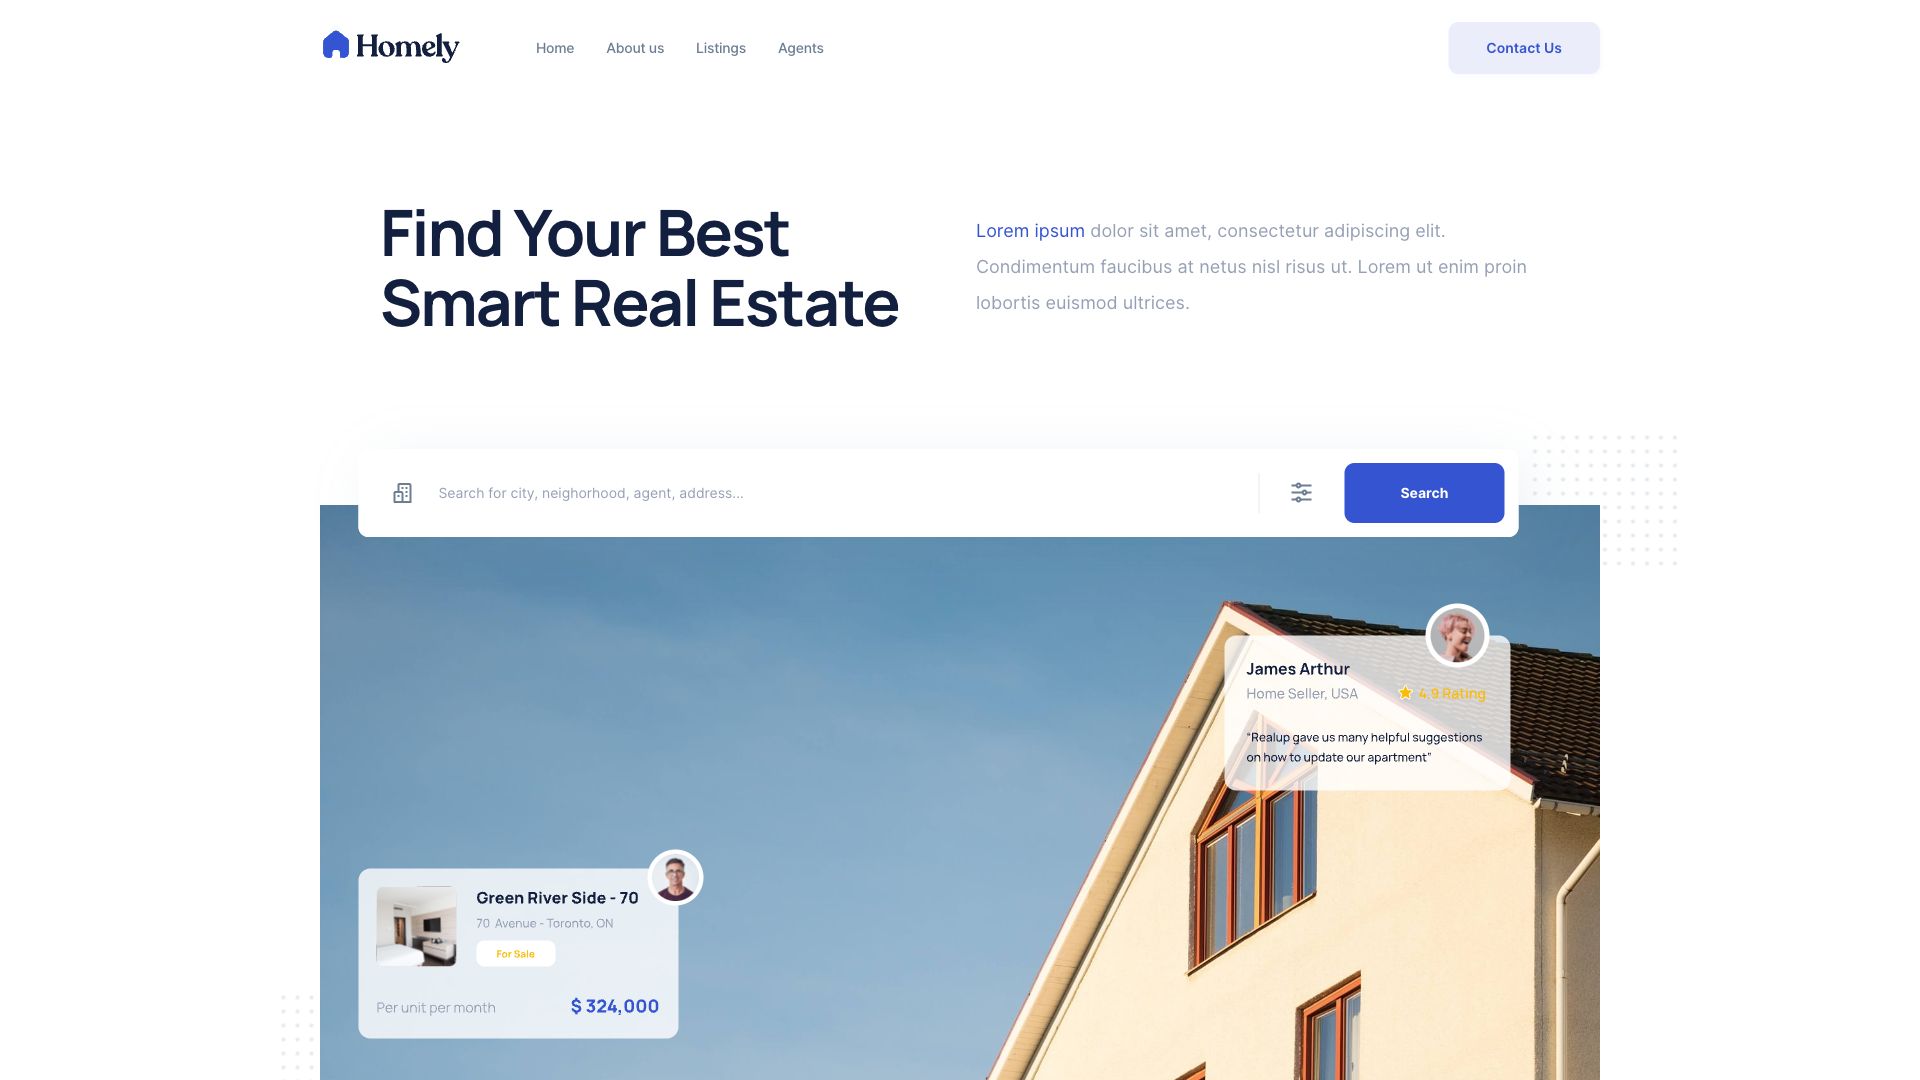 Homely
Home
About us
Listings
Agents
Contact Us
Find Your Best
Smart Real Estate
Lorem ipsum dolor sit amet, consectetur adipiscing elit.
Condimentum faucibus at netus nisl risus ut. Lorem ut enim proin
lobortis euismod ultrices.
Search for city, neighorhood, agent, address...
Search
James Arthur
Home Seller, USA
4.9 Rating
“Realup gave us many helpful suggestions
on how to update our apartment”
Green River Side - 70
70 Avenue - Toronto, ON
For Sale
Per unit per month
$ 324,000